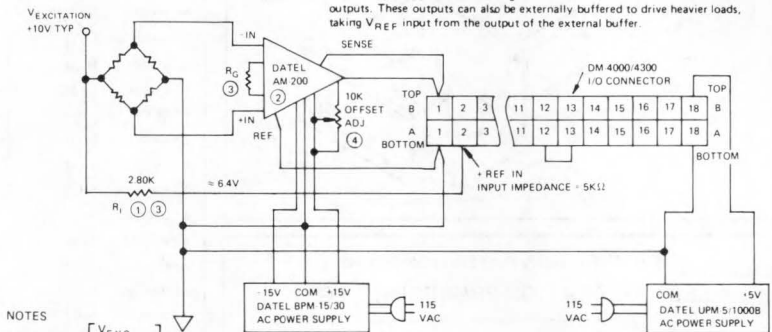 outputs. These outputs can also be externally buffered to drive heavier loads,
taking VREF input from the output of the external buffer.
VEXCITATION
+10V TYP
-IN
SENSE
DATEL
AM-200
②
RG
③
+IN
REF
10K
OFFSET
ADJ
④
DM-4000/4300
I/O CONNECTOR
TOP
B 1 2 3 11 12 13 14 15 16 17 18 B
A 1 2 3 11 12 13 14 15 16 17 18 A
BOTTOM
TOP
BOTTOM
+ REF IN
INPUT IMPEDANCE = 5KΩ
2.80K
≈ 6.4V
R1 ① ③
-15V COM +15V
DATEL BPM-15/30
AC POWER SUPPLY
115
VAC
115
VAC
COM +5V
DATEL UPM 5/1000B
AC POWER SUPPLY
NOTES